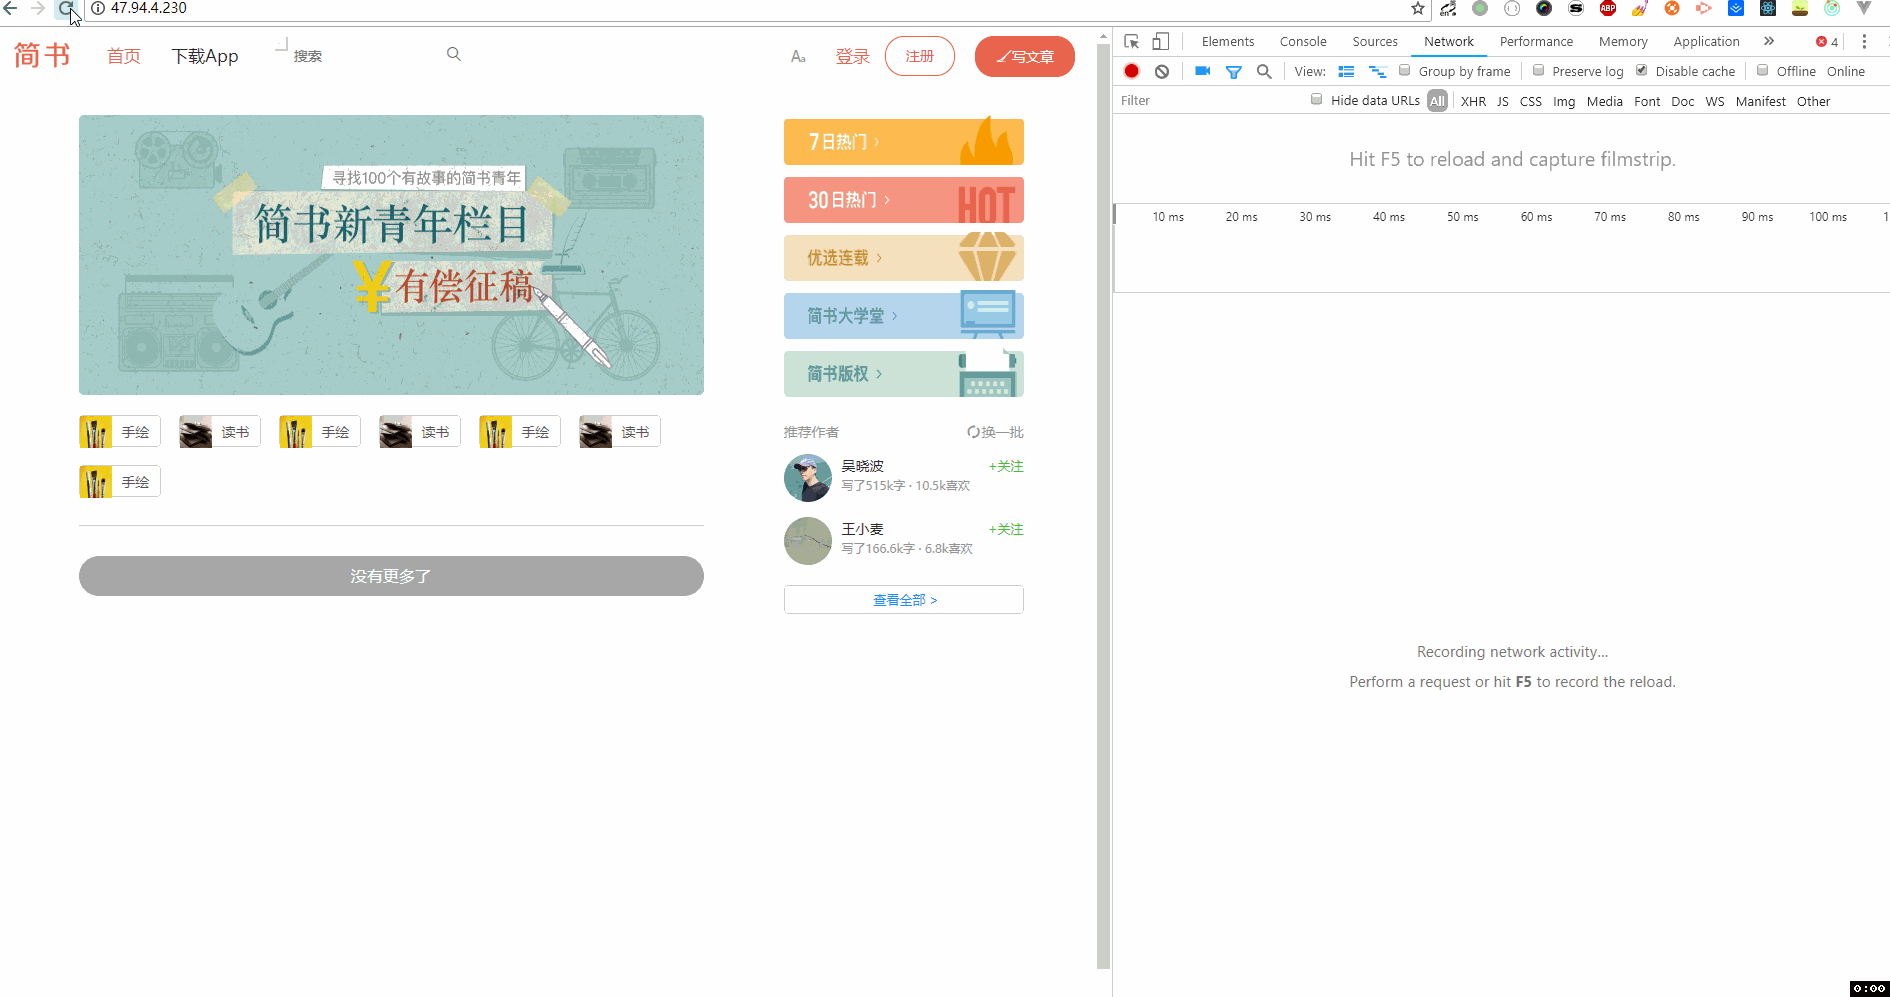 47.94.4.230
简书
首页
下载App
搜索
Aa
登录
注册
写文章
寻找100个有故事的简书青年
简书新青年栏目
¥有偿征稿
7日热门 >
30日热门 >
HOT
优选连载 >
简书大学堂 >
简书版权 >
手绘
读书
手绘
读书
手绘
读书
手绘
没有更多了
推荐作者
换一批
吴晓波
+关注
写了515k字 · 10.5k喜欢
王小麦
+关注
写了166.6k字 · 6.8k喜欢
查看全部 >
ABP
Elements Console Sources Network Performance Memory Application » 4
View: Group by frame Preserve log Disable cache Offline Online
Filter Hide data URLs All XHR JS CSS Img Media Font Doc WS Manifest Other
Hit F5 to reload and capture filmstrip.
10 ms 20 ms 30 ms 40 ms 50 ms 60 ms 70 ms 80 ms 90 ms 100 ms 1
Recording network activity...
Perform a request or hit F5 to record the reload.
0:00